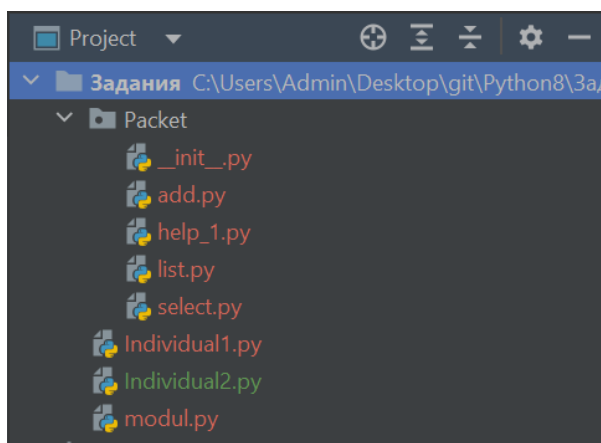 Project
Задания C:\Users\Admin\Desktop\git\Python8\За
Packet
__init__.py
add.py
help_1.py
list.py
select.py
Individual1.py
Individual2.py
modul.py